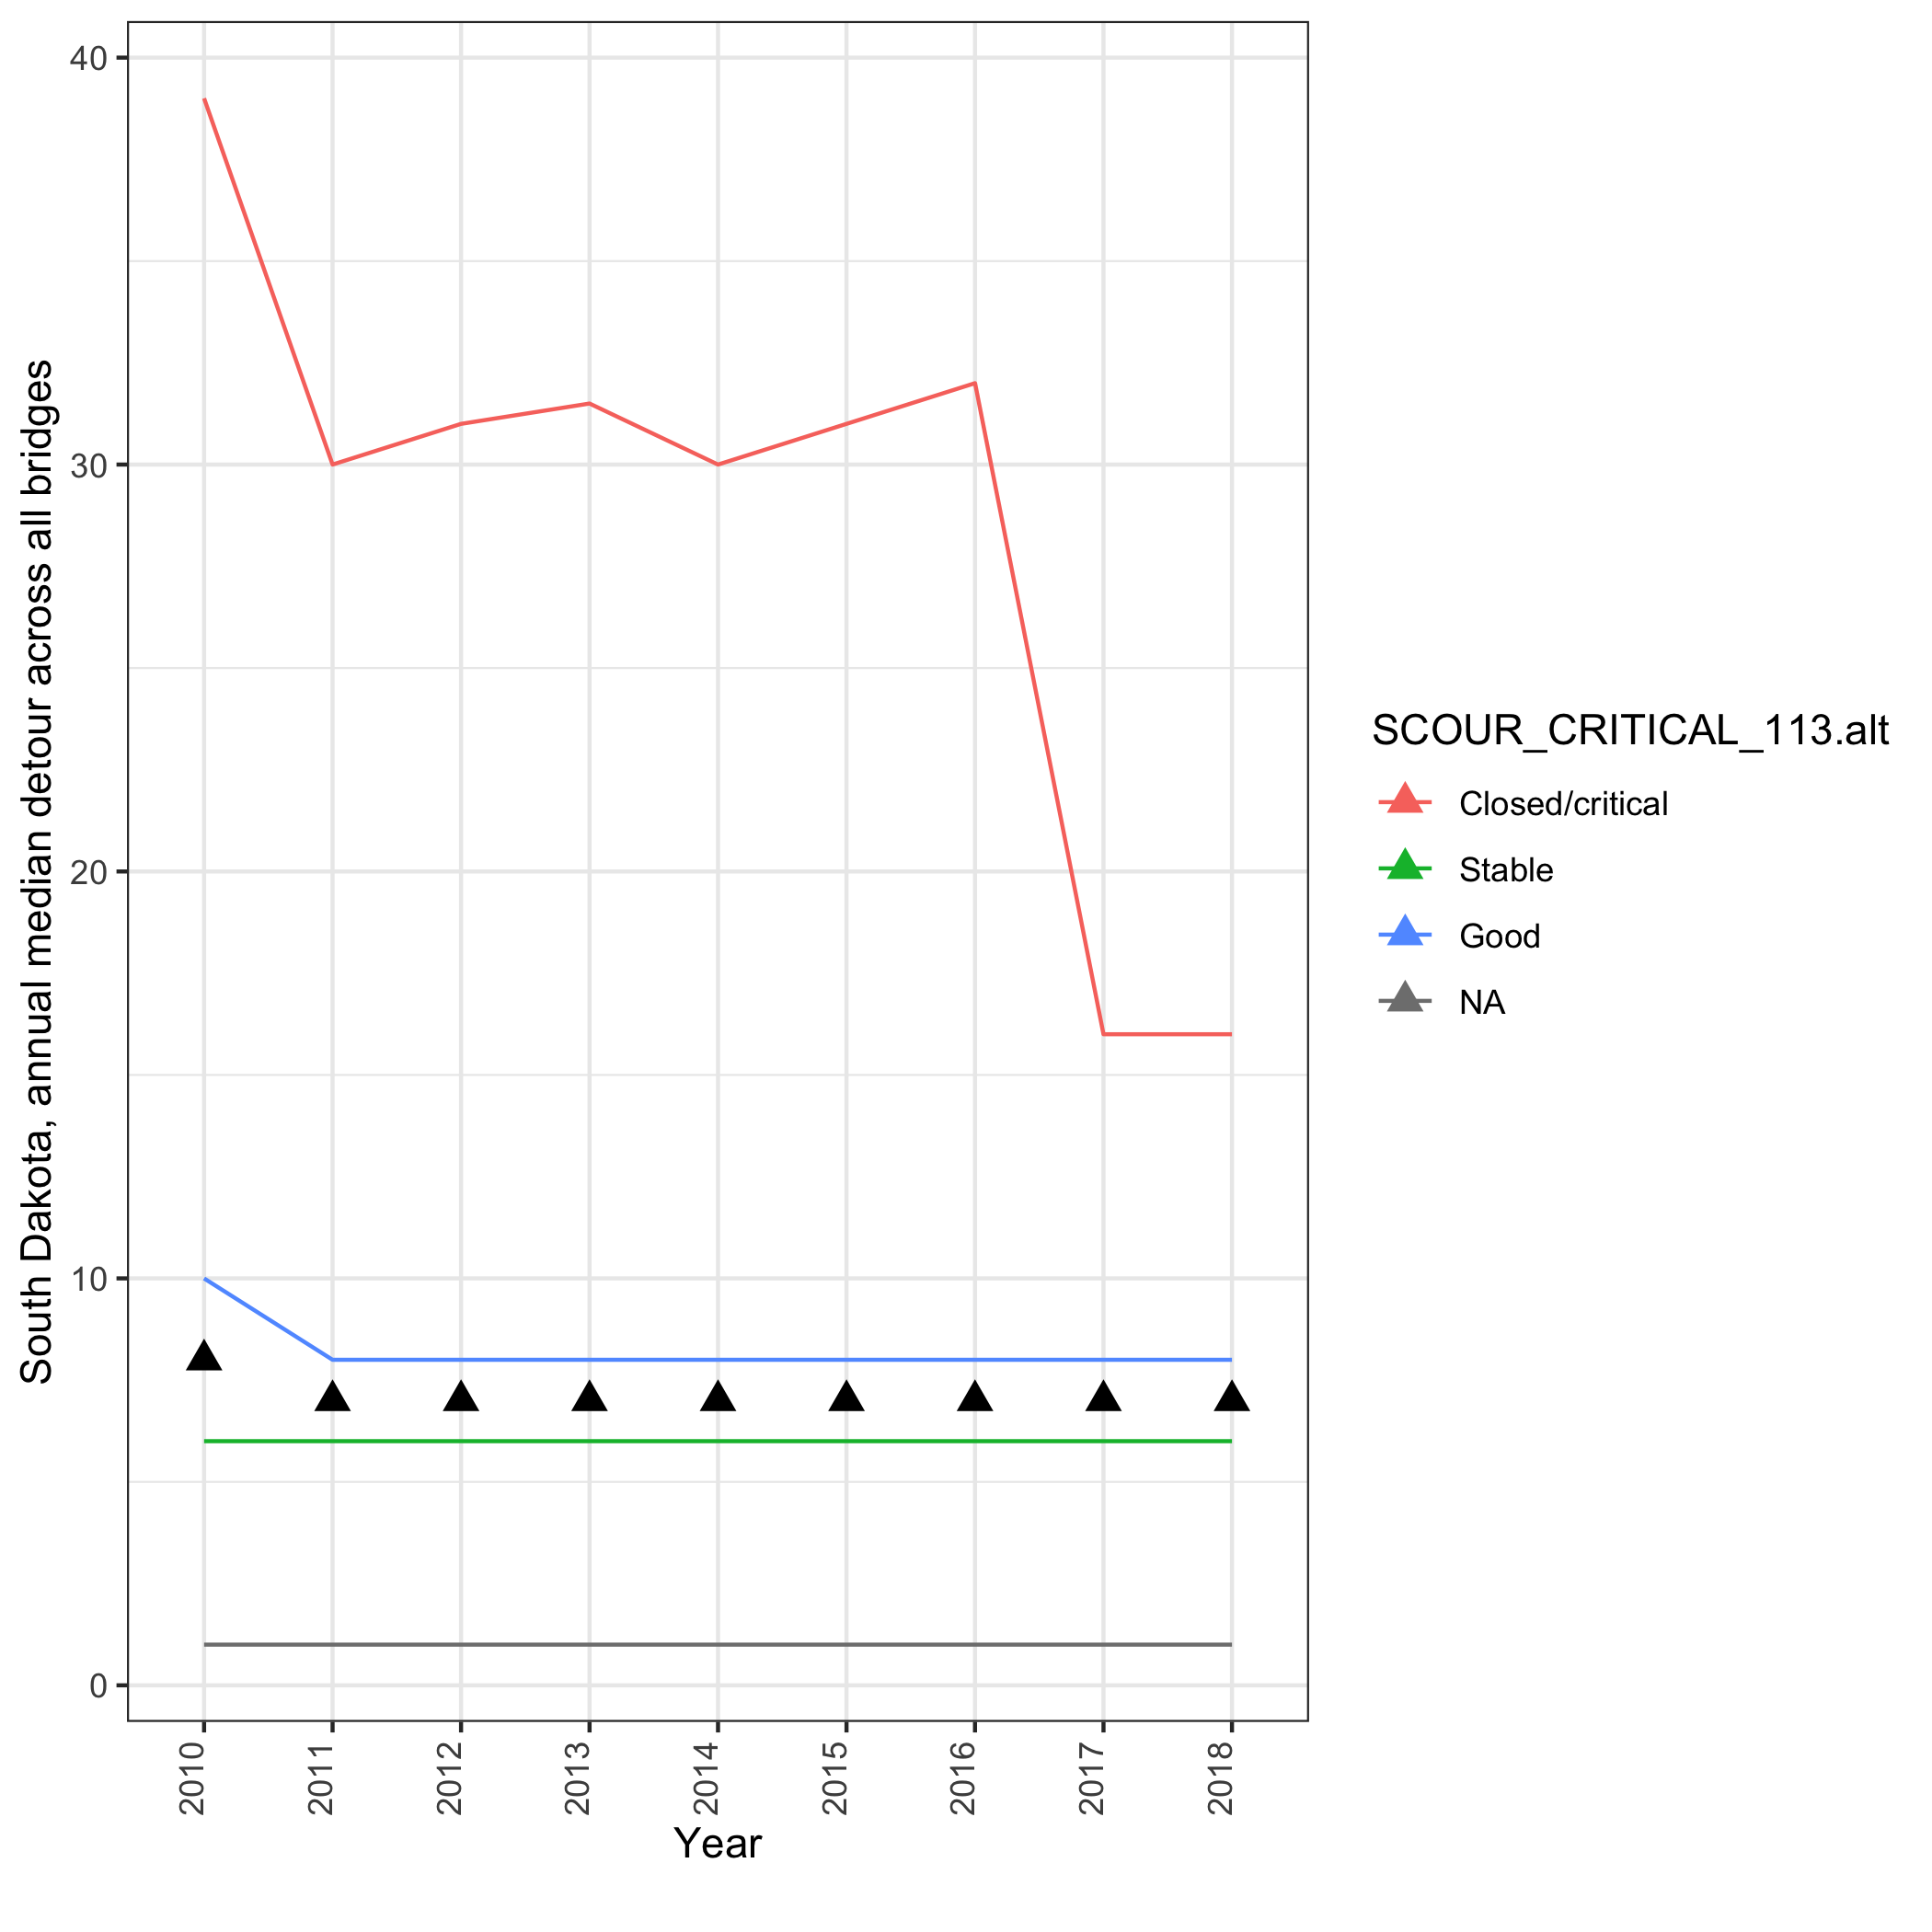 South Dakota, annual median detour across all bridges
40
30
20
10
0
2010
2011
2012
2013
2014
2015
2016
2017
2018
Year
SCOUR_CRITICAL_113.alt
Closed/critical
Stable
Good
NA